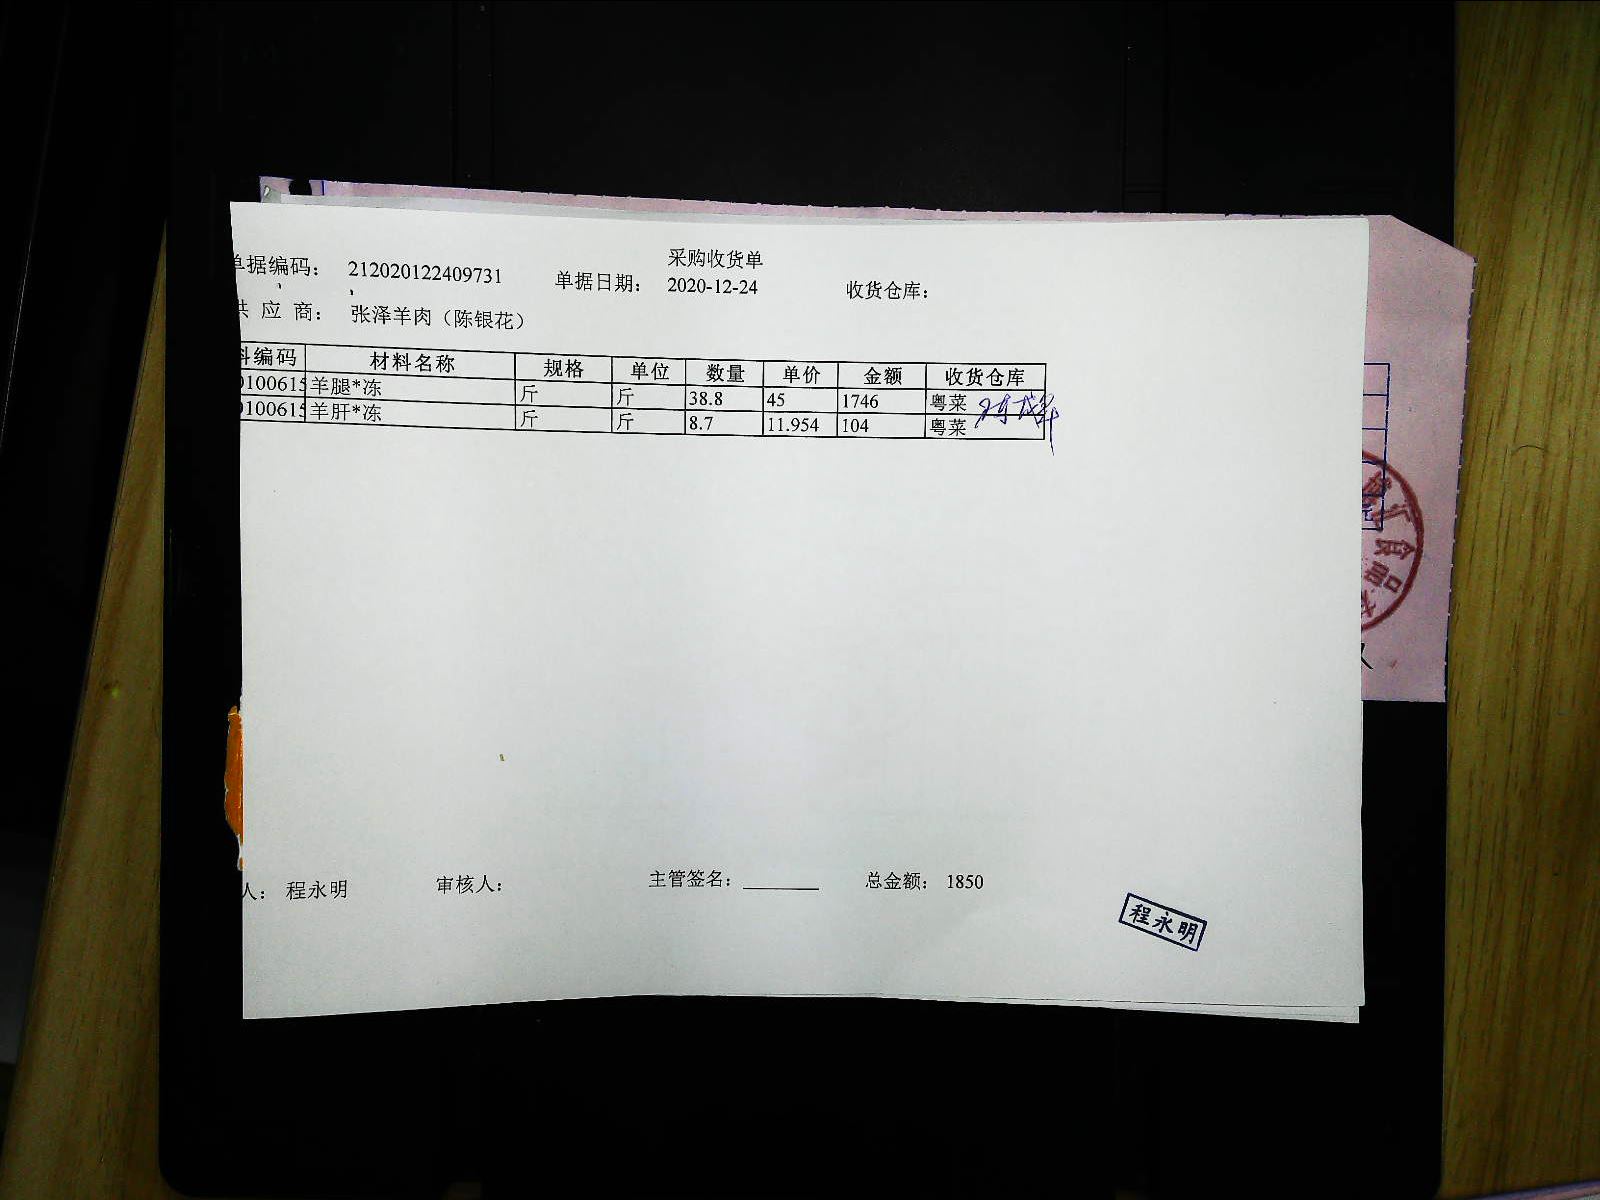 采购收货单
单据编码： 212020122409731 单据日期： 2020-12-24 收货仓库：
供 应 商： 张泽羊肉（陈银花）
料编码 材料名称 规格 单位 数量 单价 金额 收货仓库
0100615 羊腿*冻 斤 斤 38.8 45 1746 粤菜
0100615 羊肝*冻 斤 斤 8.7 11.954 104 粤菜
人： 程永明 审核人： 主管签名： 总金额： 1850
程永明
食品